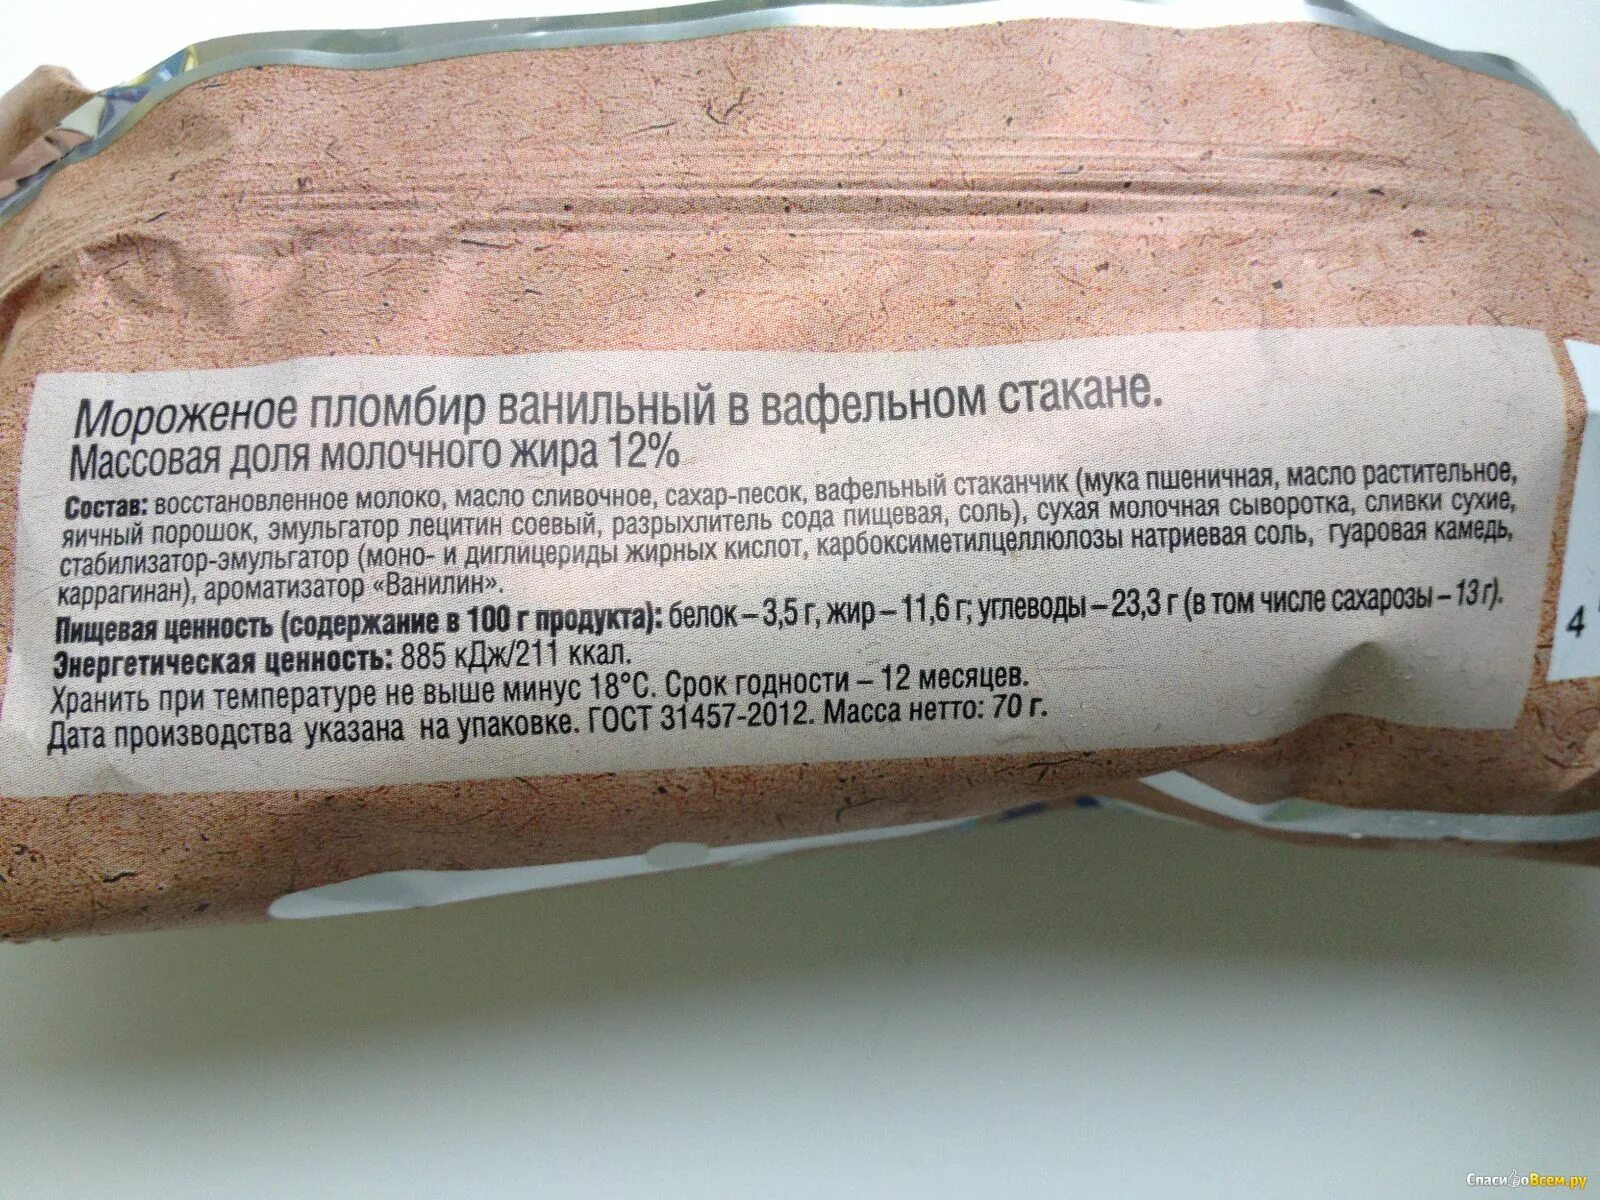 Мороженое пломбир ванильный в вафельном стакане.
Массовая доля молочного жира 12%
Состав: восстановленное молоко, масло сливочное, сахар-песок, вафельный стаканчик (мука пшеничная, масло растительное,
яичный порошок, эмульгатор лецитин соевый, разрыхлитель сода пищевая, соль), сухая молочная сыворотка, сливки сухие,
стабилизатор-эмульгатор (моно- и диглицериды жирных кислот, карбоксиметилцеллюлозы натриевая соль, гуаровая камедь,
каррагинан), ароматизатор «Ванилин».
Пищевая ценность (содержание в 100 г продукта): белок – 3,5 г, жир – 11,6 г, углеводы – 23,3 г (в том числе сахарозы – 13 г).
Энергетическая ценность: 885 кДж/211 ккал.
Хранить при температуре не выше минус 18°С. Срок годности – 12 месяцев.
Дата производства указана на упаковке. ГОСТ 31457-2012. Масса нетто: 70 г.
4
СпасибоВсем.ру